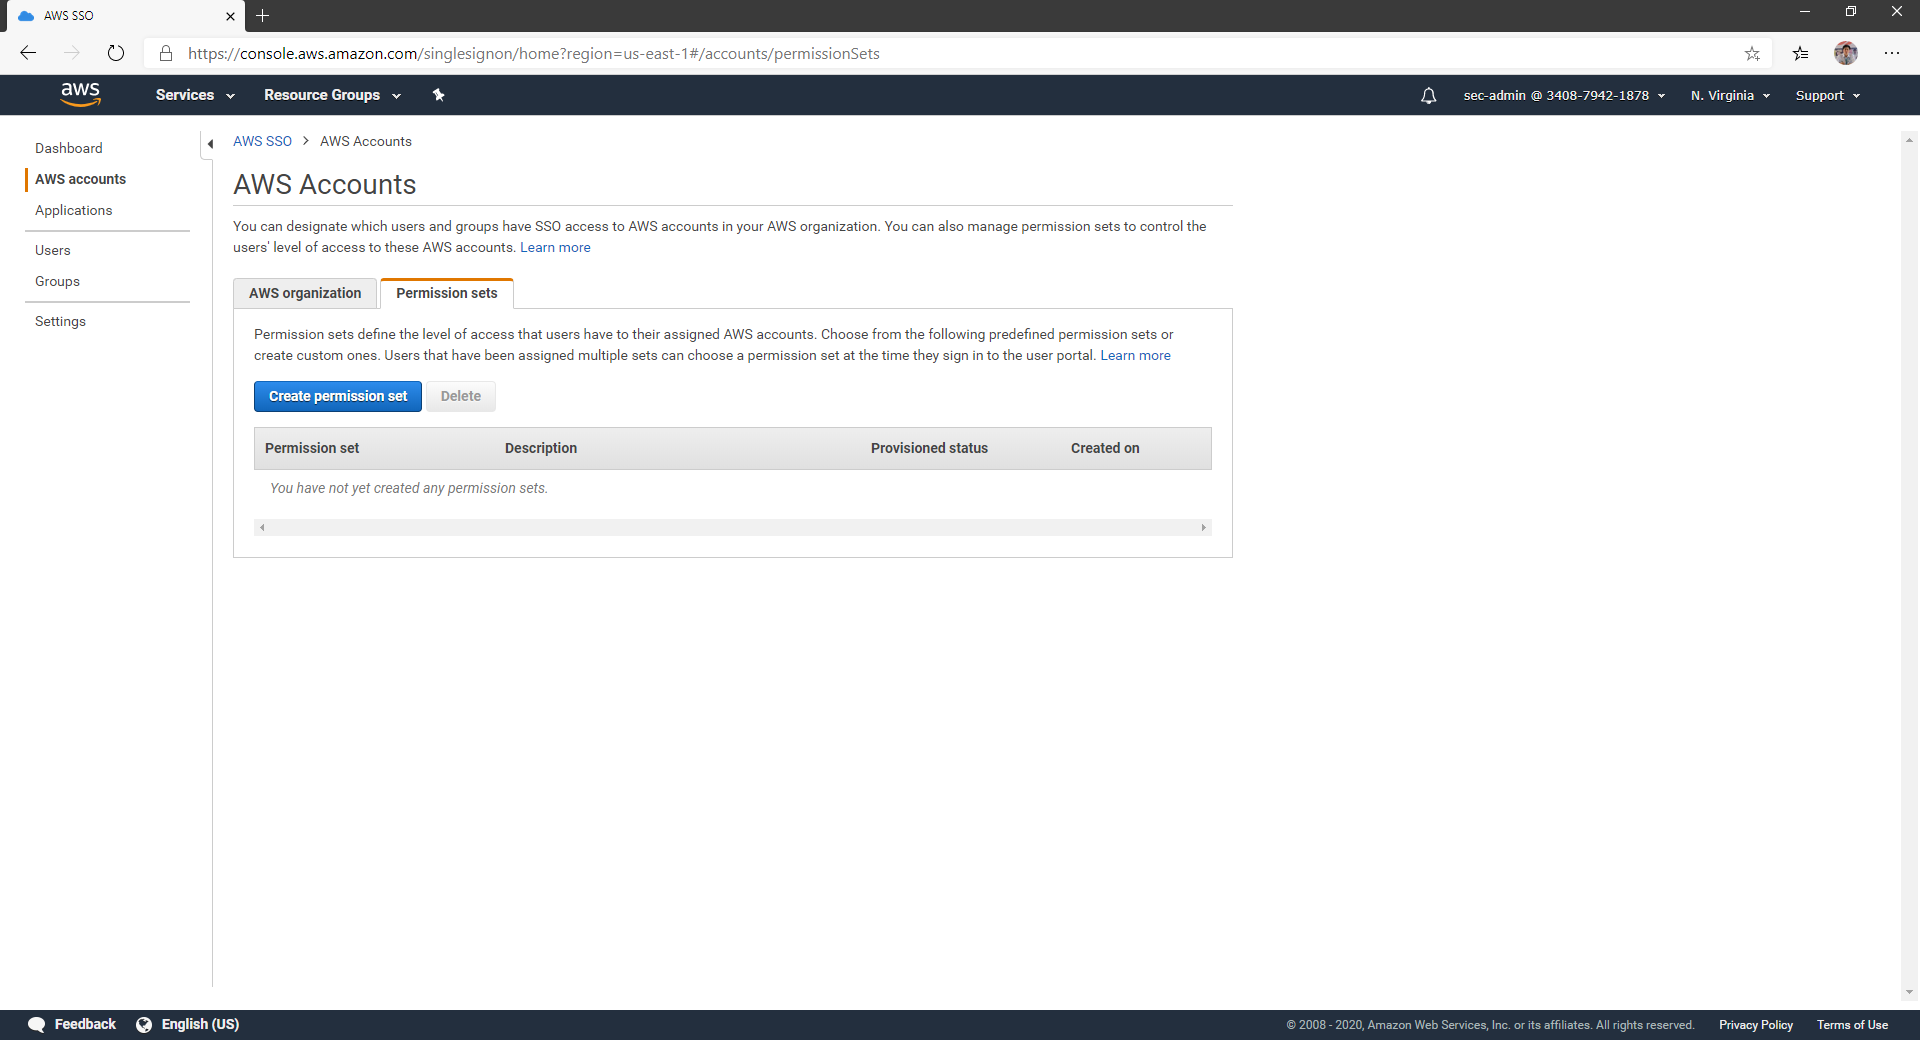 AWS SSO
https://console.aws.amazon.com/singlesignon/home?region=us-east-1#/accounts/permissionSets
aws
Services
Resource Groups
sec-admin @ 3408-7942-1878
N. Virginia
Support
Dashboard
AWS accounts
Applications
Users
Groups
Settings
AWS SSO > AWS Accounts
AWS Accounts
You can designate which users and groups have SSO access to AWS accounts in your AWS organization. You can also manage permission sets to control the
users' level of access to these AWS accounts. Learn more
AWS organization
Permission sets
Permission sets define the level of access that users have to their assigned AWS accounts. Choose from the following predefined permission sets or
create custom ones. Users that have been assigned multiple sets can choose a permission set at the time they sign in to the user portal. Learn more
Create permission set
Delete
Permission set
Description
Provisioned status
Created on
You have not yet created any permission sets.
Feedback
English (US)
© 2008 - 2020, Amazon Web Services, Inc. or its affiliates. All rights reserved.
Privacy Policy
Terms of Use